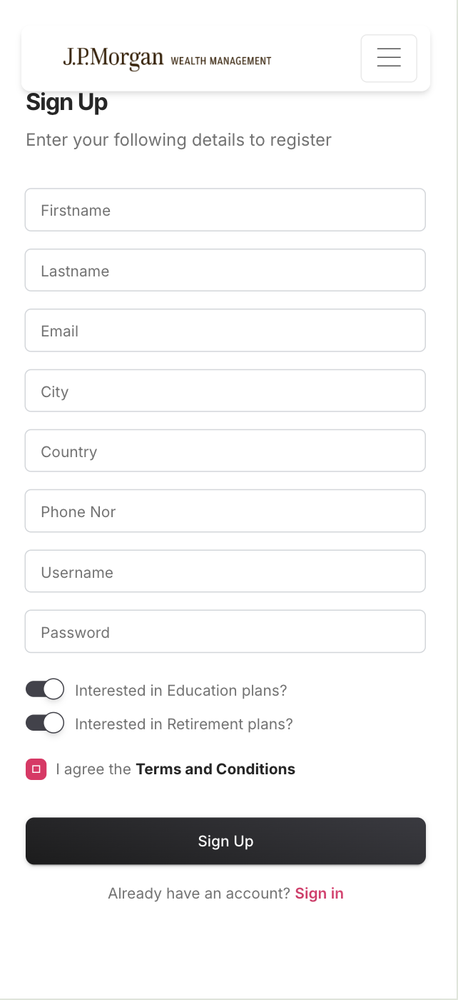 J.P.Morgan WEALTH MANAGEMENT
Sign Up
Enter your following details to register
Firstname
Lastname
Email
City
Country
Phone Nor
Username
Password
Interested in Education plans?
Interested in Retirement plans?
I agree the Terms and Conditions
Sign Up
Already have an account? Sign in